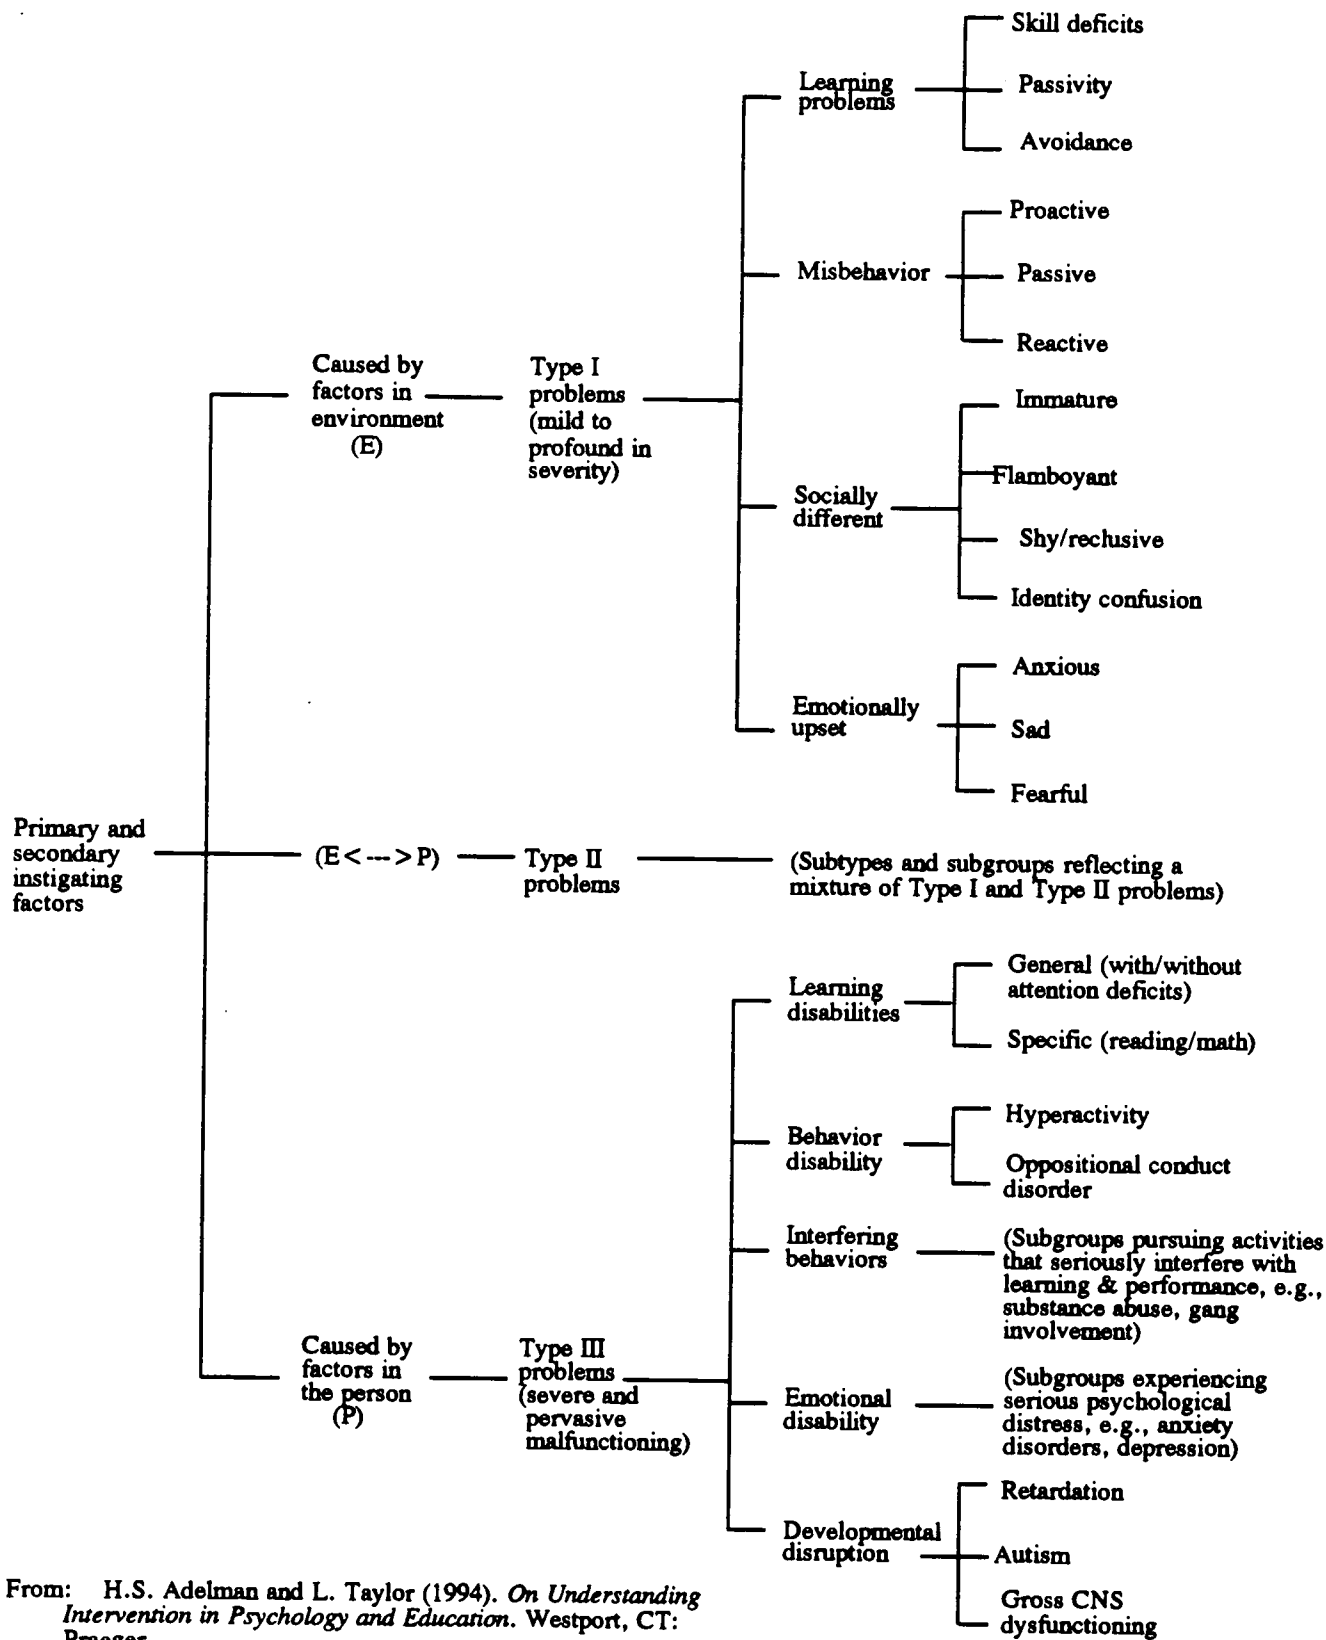 Skill deficits
Learning
problems
Passivity
Avoidance
Proactive
Misbehavior
Passive
Reactive
Caused by
factors in
environment
(E)
Type I
problems
(mild to
profound in
severity)
Immature
Flamboyant
Socially
different
Shy/reclusive
Identity confusion
Anxious
Emotionally
upset
Sad
Fearful
Primary and
secondary
instigating
factors
(E < --- > P)
Type II
problems
(Subtypes and subgroups reflecting a
mixture of Type I and Type II problems)
Learning
disabilities
General (with/without
attention deficits)
Specific (reading/math)
Behavior
disability
Hyperactivity
Oppositional conduct
disorder
Interfering
behaviors
(Subgroups pursuing activities
that seriously interfere with
learning & performance, e.g.,
substance abuse, gang
involvement)
Caused by
factors in
the person
(P)
Type III
problems
(severe and
pervasive
malfunctioning)
Emotional
disability
(Subgroups experiencing
serious psychological
distress, e.g., anxiety
disorders, depression)
Developmental
disruption
Retardation
Autism
Gross CNS
dysfunctioning
From: H.S. Adelman and L. Taylor (1994). On Understanding
Intervention in Psychology and Education. Westport, CT: